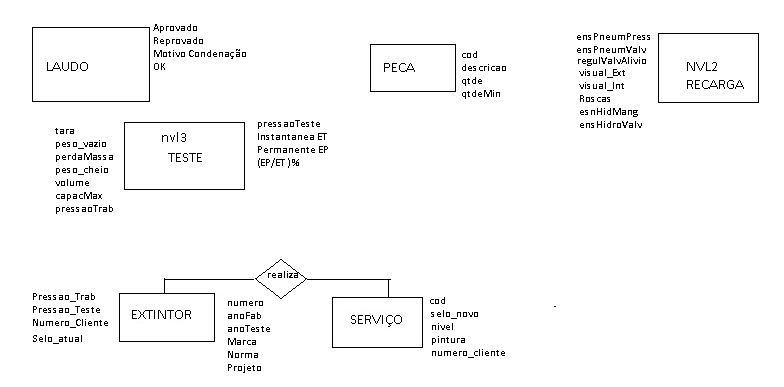 LAUDO
Aprovado
Reprovado
Motivo Condenação
OK
PECA
cod
descricao
qtde
qtdeMin
ensPneumPress
ensPneumValv
regulValvAlivio
visual_Ext
visual_Int
Roscas
esnHidMang
ensHidroValv
NVL2
RECARGA
tara
peso_vazio
perdaMassa
peso_cheio
volume
capacMax
pressaoTrab
nvl3
TESTE
pressaoTeste
Instantanea ET
Permanente EP
(EP/ET)%
realiza
Pressao_Trab
Pressao_Teste
Numero_Cliente
Selo_atual
EXTINTOR
numero
anoFab
anoTeste
Marca
Norma
Projeto
SERVIÇO
cod
selo_novo
nivel
pintura
numero_cliente